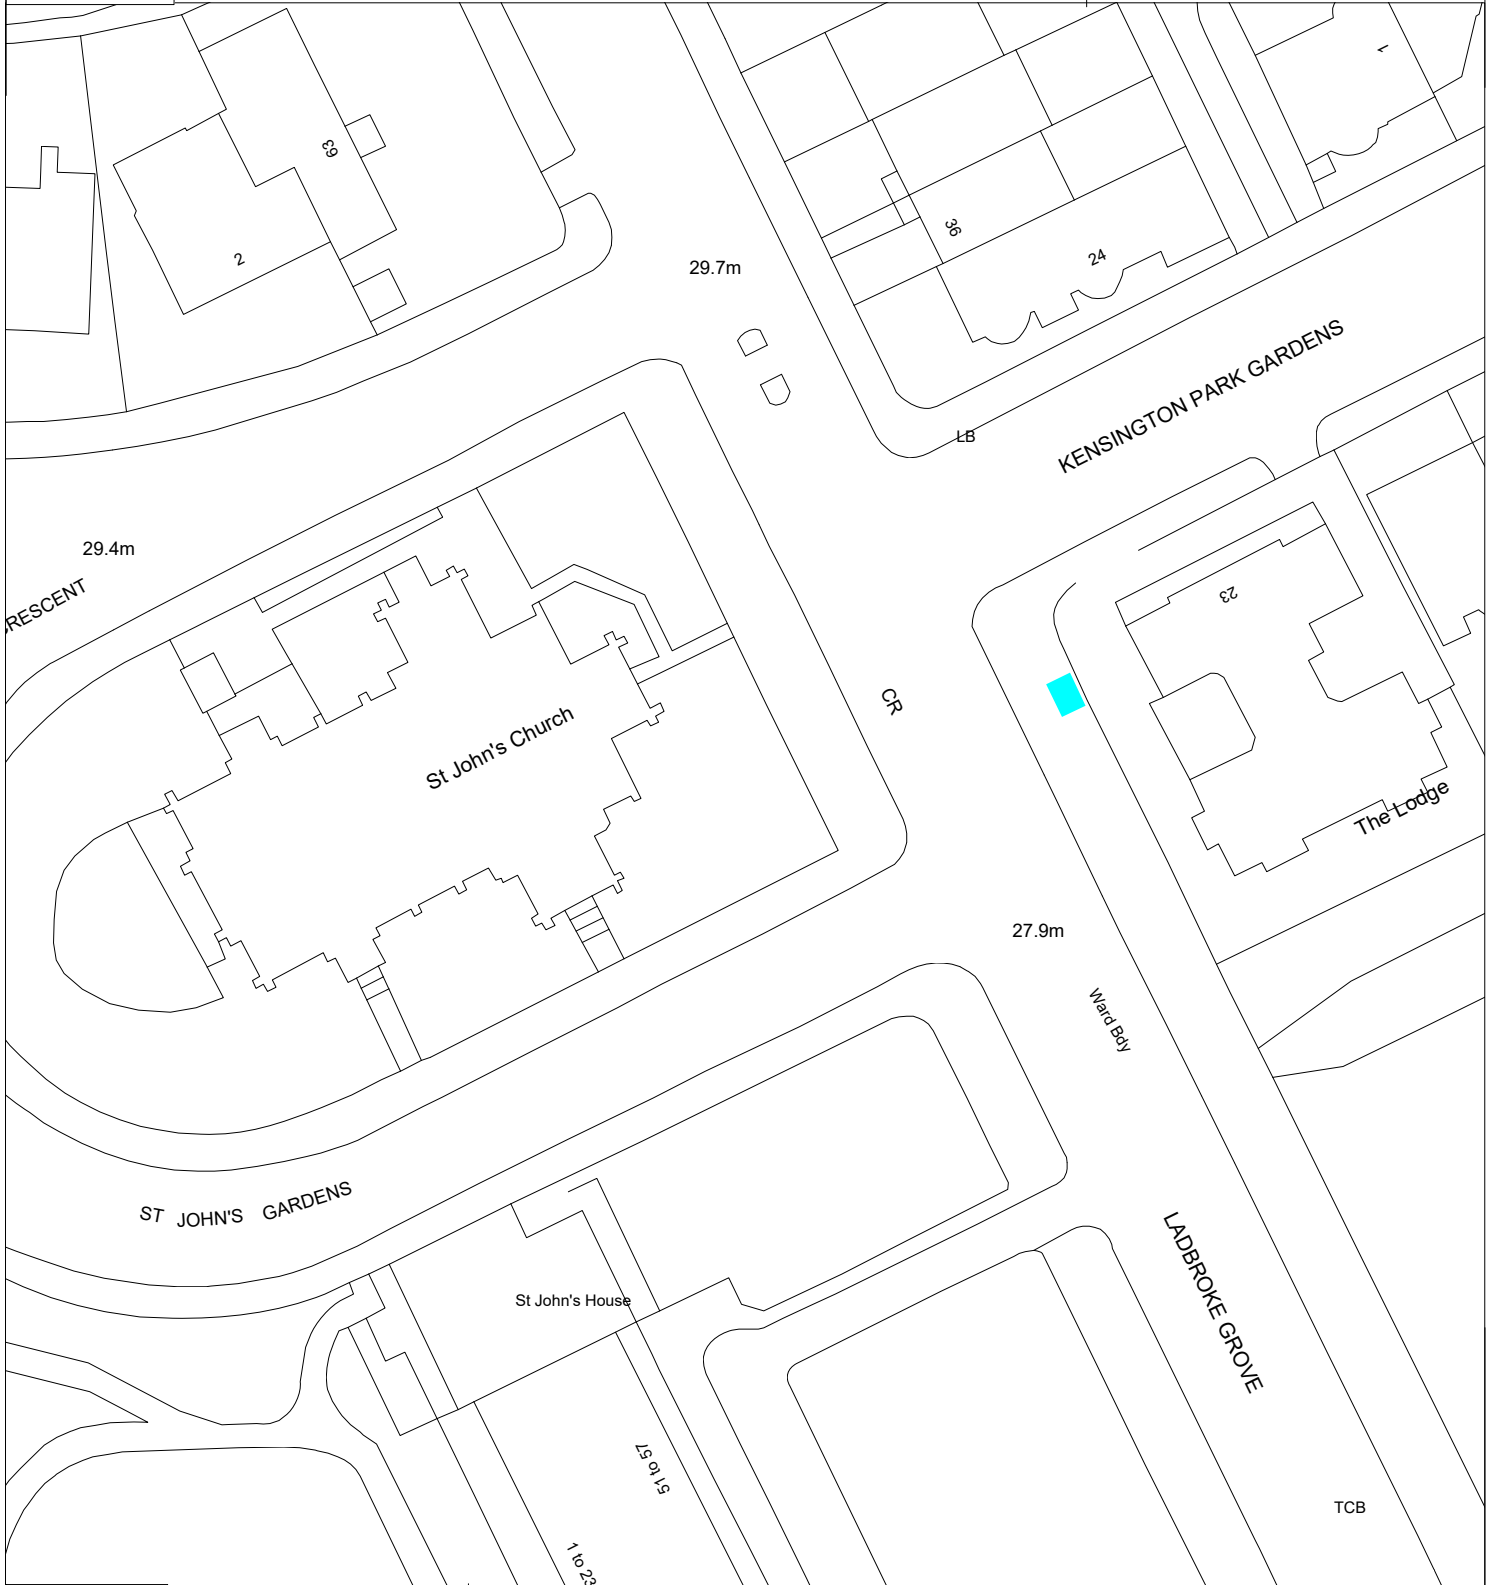 1
63
2
36
24
29.7m
KENSINGTON PARK GARDENS
LB
29.4m
RESCENT
23
CR
St John's Church
The Lodge
27.9m
Ward Bdy
ST JOHN'S GARDENS
LADBROKE GROVE
St John's House
51 to 57
TCB
1 to 23